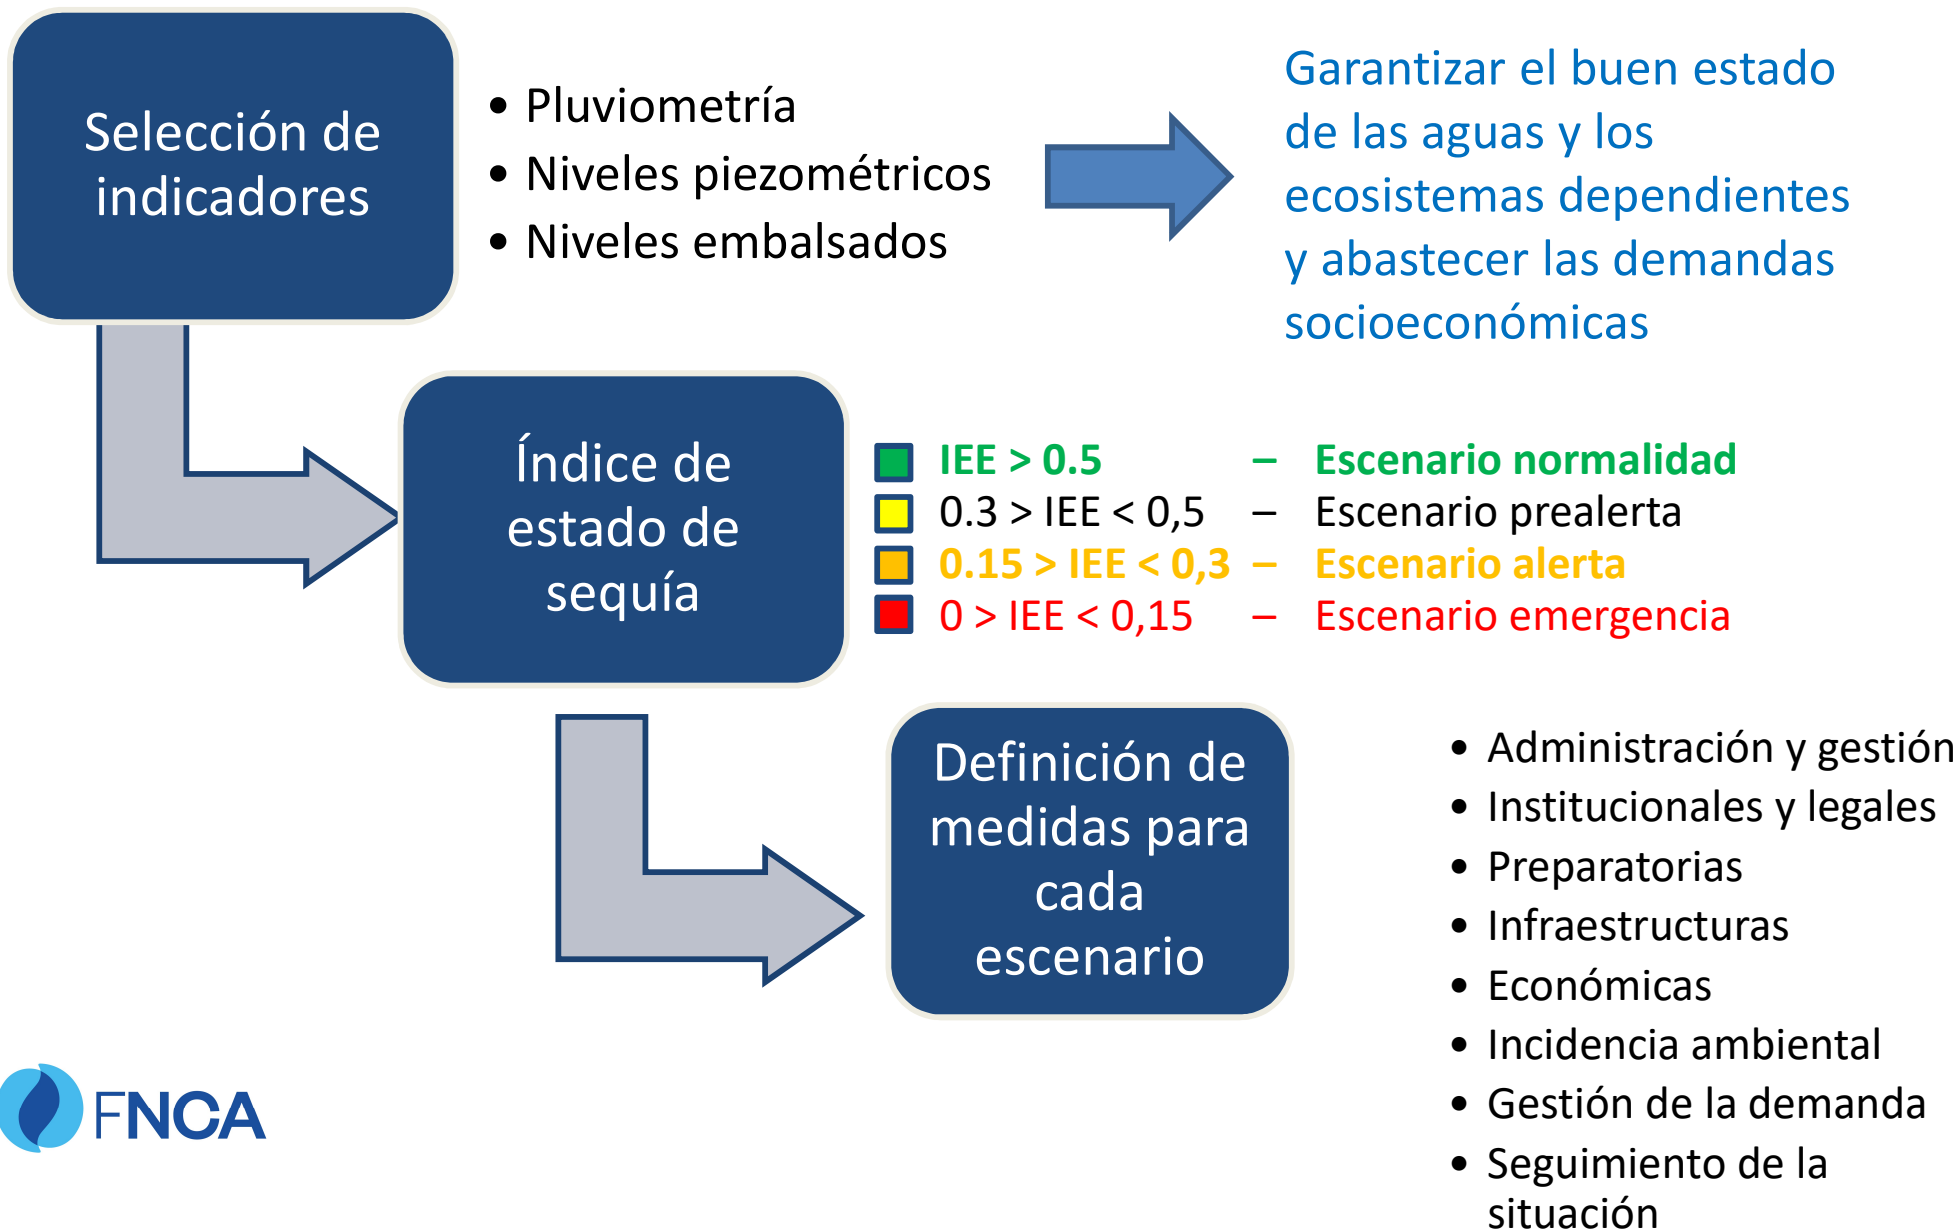 Selección de
indicadores
• Pluviometría
• Niveles piezométricos
• Niveles embalsados
Garantizar el buen estado
de las aguas y los
ecosistemas dependientes
y abastecer las demandas
socioeconómicas
Índice de
estado de
sequía
IEE > 0.5 – Escenario normalidad
0.3 > IEE < 0,5 – Escenario prealerta
0.15 > IEE < 0,3 – Escenario alerta
0 > IEE < 0,15 – Escenario emergencia
Definición de
medidas para
cada
escenario
• Administración y gestión
• Institucionales y legales
• Preparatorias
• Infraestructuras
• Económicas
• Incidencia ambiental
• Gestión de la demanda
• Seguimiento de la
situación
FNCA